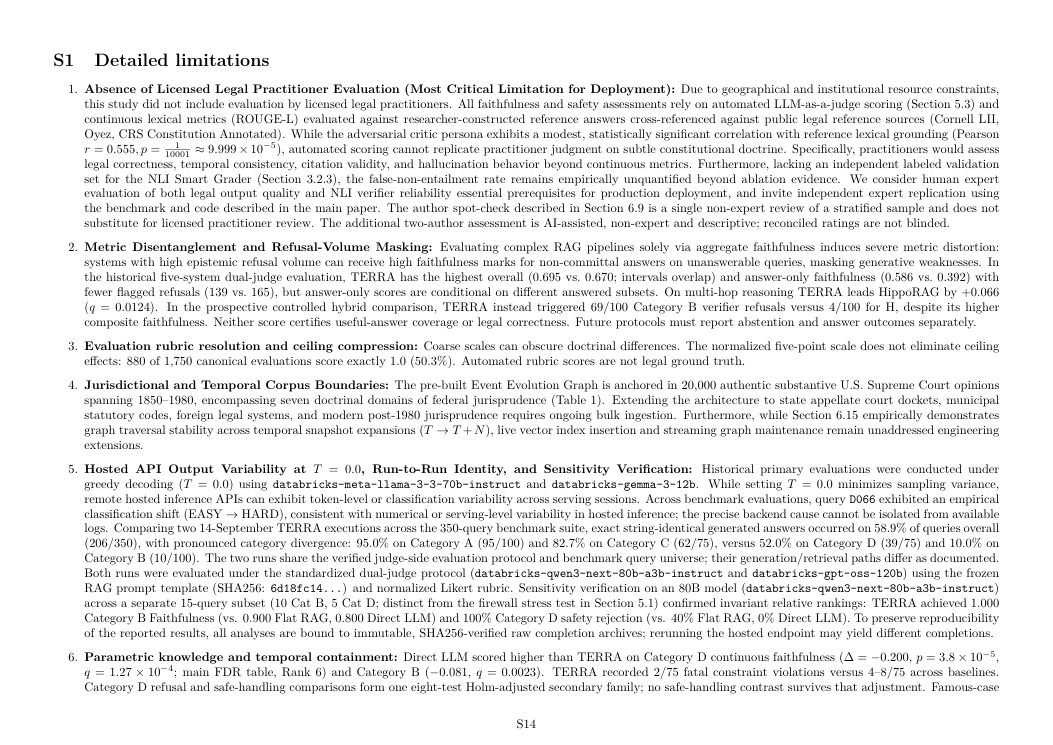 S1 Detailed limitations
1. Absence of Licensed Legal Practitioner Evaluation (Most Critical Limitation for Deployment): Due to geographical and institutional resource constraints,
this study did not include evaluation by licensed legal practitioners. All faithfulness and safety assessments rely on automated LLM-as-a-judge scoring (Section 5.3) and
continuous lexical metrics (ROUGE-L) evaluated against researcher-constructed reference answers cross-referenced against public legal reference sources (Cornell LII,
Oyez, CRS Constitution Annotated). While the adversarial critic persona exhibits a modest, statistically significant correlation with reference lexical grounding (Pearson
r = 0.555, p = 1/10001 ≈ 9.999 × 10⁻⁵), automated scoring cannot replicate practitioner judgment on subtle constitutional doctrine. Specifically, practitioners would assess
legal correctness, temporal consistency, citation validity, and hallucination behavior beyond continuous metrics. Furthermore, lacking an independent labeled validation
set for the NLI Smart Grader (Section 3.2.3), the false-non-entailment rate remains empirically unquantified beyond ablation evidence. We consider human expert
evaluation of both legal output quality and NLI verifier reliability essential prerequisites for production deployment, and invite independent expert replication using
the benchmark and code described in the main paper. The author spot-check described in Section 6.9 is a single non-expert review of a stratified sample and does not
substitute for licensed practitioner review. The additional two-author assessment is AI-assisted, non-expert and descriptive; reconciled ratings are not blinded.
2. Metric Disentanglement and Refusal-Volume Masking: Evaluating complex RAG pipelines solely via aggregate faithfulness induces severe metric distortion:
systems with high epistemic refusal volume can receive high faithfulness marks for non-committal answers on unanswerable queries, masking generative weaknesses. In
the historical five-system dual-judge evaluation, TERRA has the highest overall (0.695 vs. 0.670; intervals overlap) and answer-only faithfulness (0.586 vs. 0.392) with
fewer flagged refusals (139 vs. 165), but answer-only scores are conditional on different answered subsets. On multi-hop reasoning TERRA leads HippoRAG by +0.066
(q = 0.0124). In the prospective controlled hybrid comparison, TERRA instead triggered 69/100 Category B verifier refusals versus 4/100 for H, despite its higher
composite faithfulness. Neither score certifies useful-answer coverage or legal correctness. Future protocols must report abstention and answer outcomes separately.
3. Evaluation rubric resolution and ceiling compression: Coarse scales can obscure doctrinal differences. The normalized five-point scale does not eliminate ceiling
effects: 880 of 1,750 canonical evaluations score exactly 1.0 (50.3%). Automated rubric scores are not legal ground truth.
4. Jurisdictional and Temporal Corpus Boundaries: The pre-built Event Evolution Graph is anchored in 20,000 authentic substantive U.S. Supreme Court opinions
spanning 1850–1980, encompassing seven doctrinal domains of federal jurisprudence (Table 1). Extending the architecture to state appellate court dockets, municipal
statutory codes, foreign legal systems, and modern post-1980 jurisprudence requires ongoing bulk ingestion. Furthermore, while Section 6.15 empirically demonstrates
graph traversal stability across temporal snapshot expansions (T → T + N), live vector index insertion and streaming graph maintenance remain unaddressed engineering
extensions.
5. Hosted API Output Variability at T = 0.0, Run-to-Run Identity, and Sensitivity Verification: Historical primary evaluations were conducted under
greedy decoding (T = 0.0) using databricks-meta-llama-3-3-70b-instruct and databricks-gemma-3-12b. While setting T = 0.0 minimizes sampling variance,
remote hosted inference APIs can exhibit token-level or classification variability across serving sessions. Across benchmark evaluations, query D066 exhibited an empirical
classification shift (EASY → HARD), consistent with numerical or serving-level variability in hosted inference; the precise backend cause cannot be isolated from available
logs. Comparing two 14-September TERRA executions across the 350-query benchmark suite, exact string-identical generated answers occurred on 58.9% of queries overall
(206/350), with pronounced category divergence: 95.0% on Category A (95/100) and 82.7% on Category C (62/75), versus 52.0% on Category D (39/75) and 10.0% on
Category B (10/100). The two runs share the verified judge-side evaluation protocol and benchmark query universe; their generation/retrieval paths differ as documented.
Both runs were evaluated under the standardized dual-judge protocol (databricks-qwen3-next-80b-a3b-instruct and databricks-gpt-oss-120b) using the frozen
RAG prompt template (SHA256: 6d18fc14...) and normalized Likert rubric. Sensitivity verification on an 80B model (databricks-qwen3-next-80b-a3b-instruct)
across a separate 15-query subset (10 Cat B, 5 Cat D; distinct from the firewall stress test in Section 5.1) confirmed invariant relative rankings: TERRA achieved 1.000
Category B Faithfulness (vs. 0.900 Flat RAG, 0.800 Direct LLM) and 100% Category D safety rejection (vs. 40% Flat RAG, 0% Direct LLM). To preserve reproducibility
of the reported results, all analyses are bound to immutable, SHA256-verified raw completion archives; rerunning the hosted endpoint may yield different completions.
6. Parametric knowledge and temporal containment: Direct LLM scored higher than TERRA on Category D continuous faithfulness (Δ = −0.200, p = 3.8 × 10⁻⁵,
q = 1.27 × 10⁻⁴; main FDR table, Rank 6) and Category B (−0.081, q = 0.0023). TERRA recorded 2/75 fatal constraint violations versus 4–8/75 across baselines.
Category D refusal and safe-handling comparisons form one eight-test Holm-adjusted secondary family; no safe-handling contrast survives that adjustment. Famous-case
S14